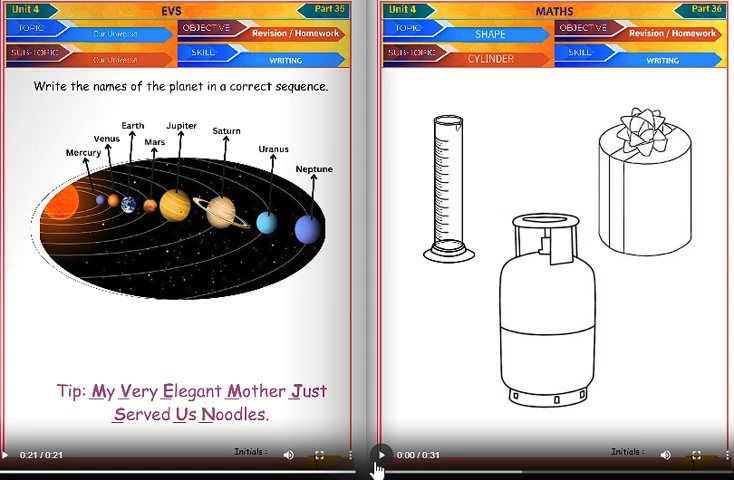 Unit 4
EVS
Part 35
TOPIC
Our Universe
OBJECTIVE
Revision / Homework
SUB-TOPIC
Our Universe
SKILL
WRITING
Write the names of the planet in a correct sequence.
Mercury
Venus
Earth
Mars
Jupiter
Saturn
Uranus
Neptune
Tip: My Very Elegant Mother Just
Served Us Noodles.
Initials :
0:21 / 0:21
Unit 4
MATHS
Part 36
TOPIC
SHAPE
OBJECTIVE
Revision / Homework
SUB-TOPIC
CYLINDER
SKILL
WRITING
Initials :
0:00 / 0:31